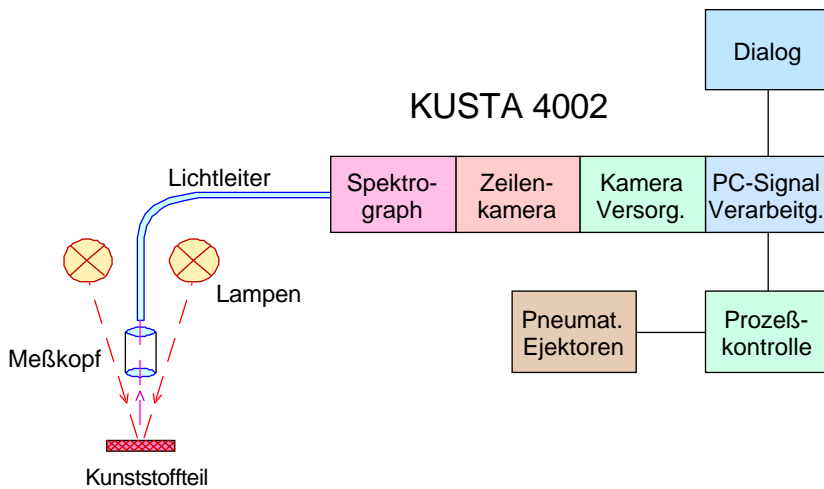 Dialog
KUSTA 4002
Lichtleiter
Spektro-
graph
Zeilen-
kamera
Kamera
Versorg.
PC-Signal
Verarbeitg.
Lampen
Meßkopf
Pneumat.
Ejektoren
Prozeß-
kontrolle
Kunststoffteil